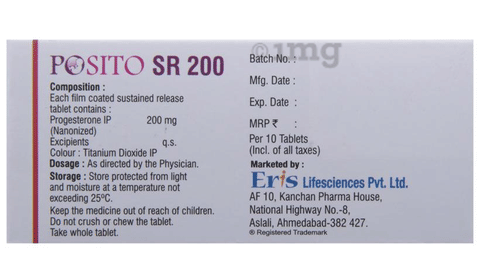 POSITO SR 200
Composition :
Each film coated sustained release
tablet contains :
Progesterone IP 200 mg
(Nanonized)
Excipients q.s.
Colour : Titanium Dioxide IP
Dosage : As directed by the Physician.
Storage : Store protected from light
and moisture at a temperature not
exceeding 25ºC.
Keep the medicine out of reach of children.
Do not crush or chew the tablet.
Take whole tablet.
1mg
Batch No. :
Mfg. Date :
Exp. Date :
MRP ₹ :
Per 10 Tablets
(Incl. of all taxes)
Marketed by :
Eris Lifesciences Pvt. Ltd.
AF 10, Kanchan Pharma House,
National Highway No.-8,
Aslali, Ahmedabad-382 427.
® Registered Trademark